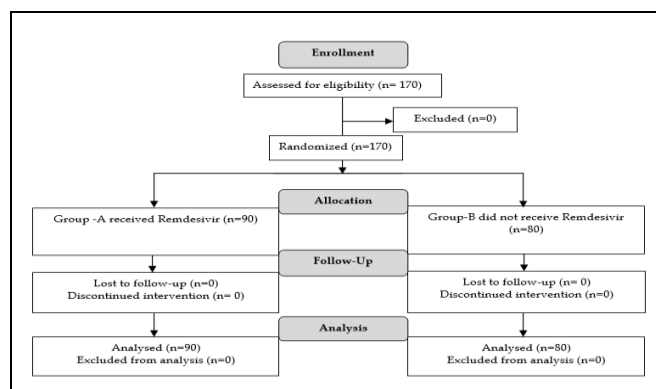 Enrollment
Assessed for eligibility (n= 170)
Excluded (n=0)
Randomized (n=170)
Allocation
Group -A received Remdesivir (n=90)
Group-B did not receive Remdesivir
(n=80)
Follow-Up
Lost to follow-up (n=0)
Discontinued intervention (n= 0)
Lost to follow-up (n= 0)
Discontinued intervention (n=0)
Analysis
Analysed (n=90)
Excluded from analysis (n=0)
Analysed (n=80)
Excluded from analysis (n=0)